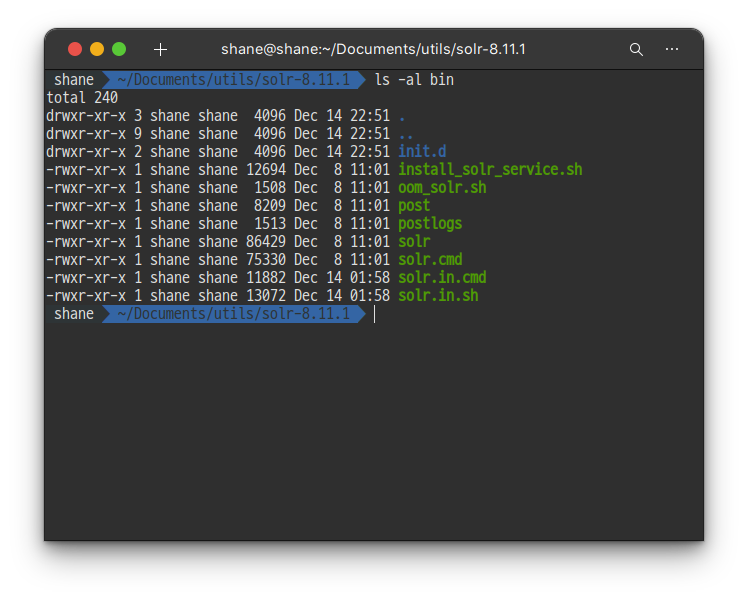 shane@shane:~/Documents/utils/solr-8.11.1
shane ~/Documents/utils/solr-8.11.1 ls -al bin
total 240
drwxr-xr-x 3 shane shane  4096 Dec 14 22:51 .
drwxr-xr-x 9 shane shane  4096 Dec 14 22:51 ..
drwxr-xr-x 2 shane shane  4096 Dec 14 22:51 init.d
-rwxr-xr-x 1 shane shane 12694 Dec  8 11:01 install_solr_service.sh
-rwxr-xr-x 1 shane shane  1508 Dec  8 11:01 oom_solr.sh
-rwxr-xr-x 1 shane shane  8209 Dec  8 11:01 post
-rwxr-xr-x 1 shane shane  1513 Dec  8 11:01 postlogs
-rwxr-xr-x 1 shane shane 86429 Dec  8 11:01 solr
-rwxr-xr-x 1 shane shane 75330 Dec  8 11:01 solr.cmd
-rwxr-xr-x 1 shane shane 11882 Dec 14 01:58 solr.in.cmd
-rwxr-xr-x 1 shane shane 13072 Dec 14 01:58 solr.in.sh
shane ~/Documents/utils/solr-8.11.1